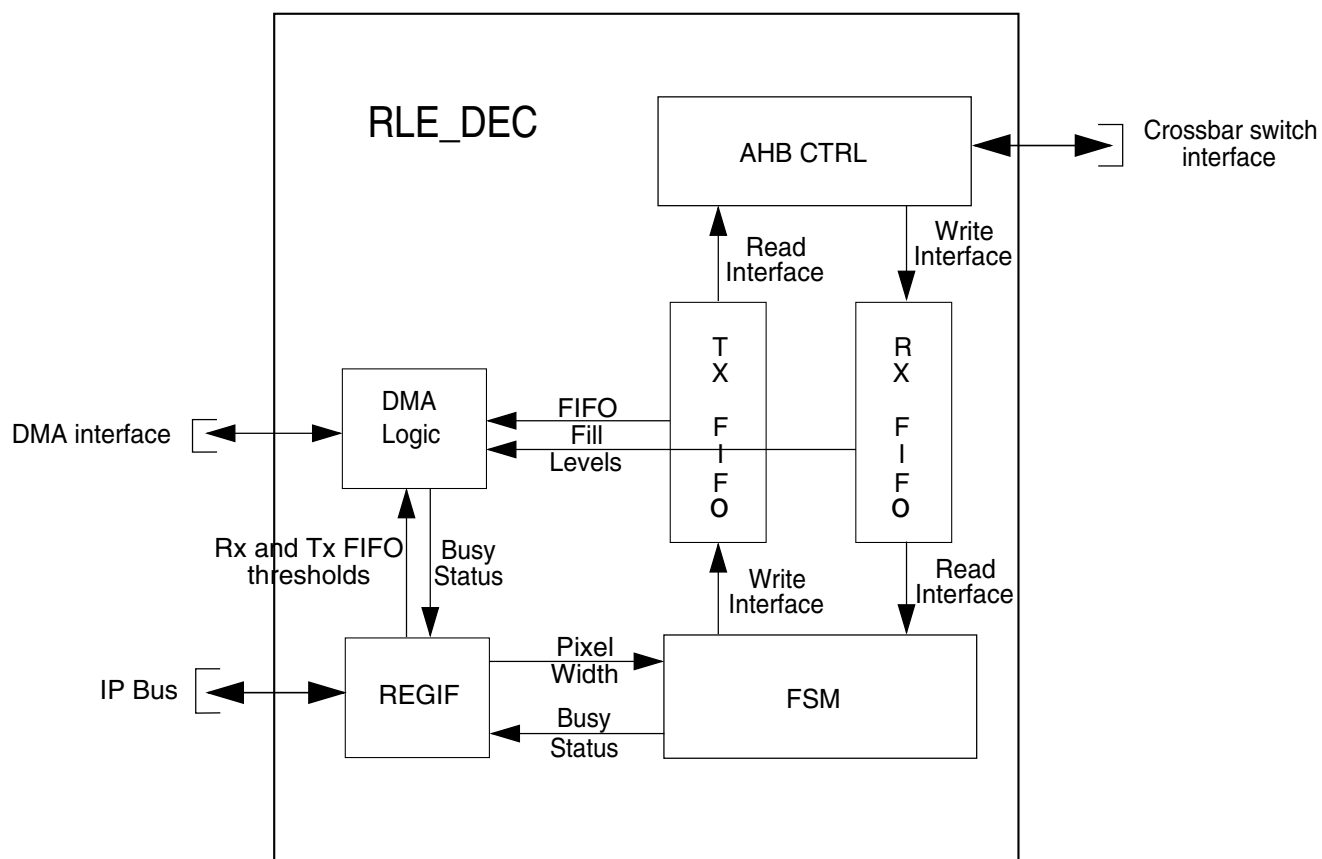 RLE_DEC
AHB CTRL
Crossbar switch
interface
Read
Interface
Write
Interface
T
X
F
I
F
O
R
X
F
I
F
O
DMA
Logic
FIFO
Fill
Levels
DMA interface
Rx and Tx FIFO
thresholds
Busy
Status
Write
Interface
Read
Interface
IP Bus
REGIF
Pixel
Width
FSM
Busy
Status